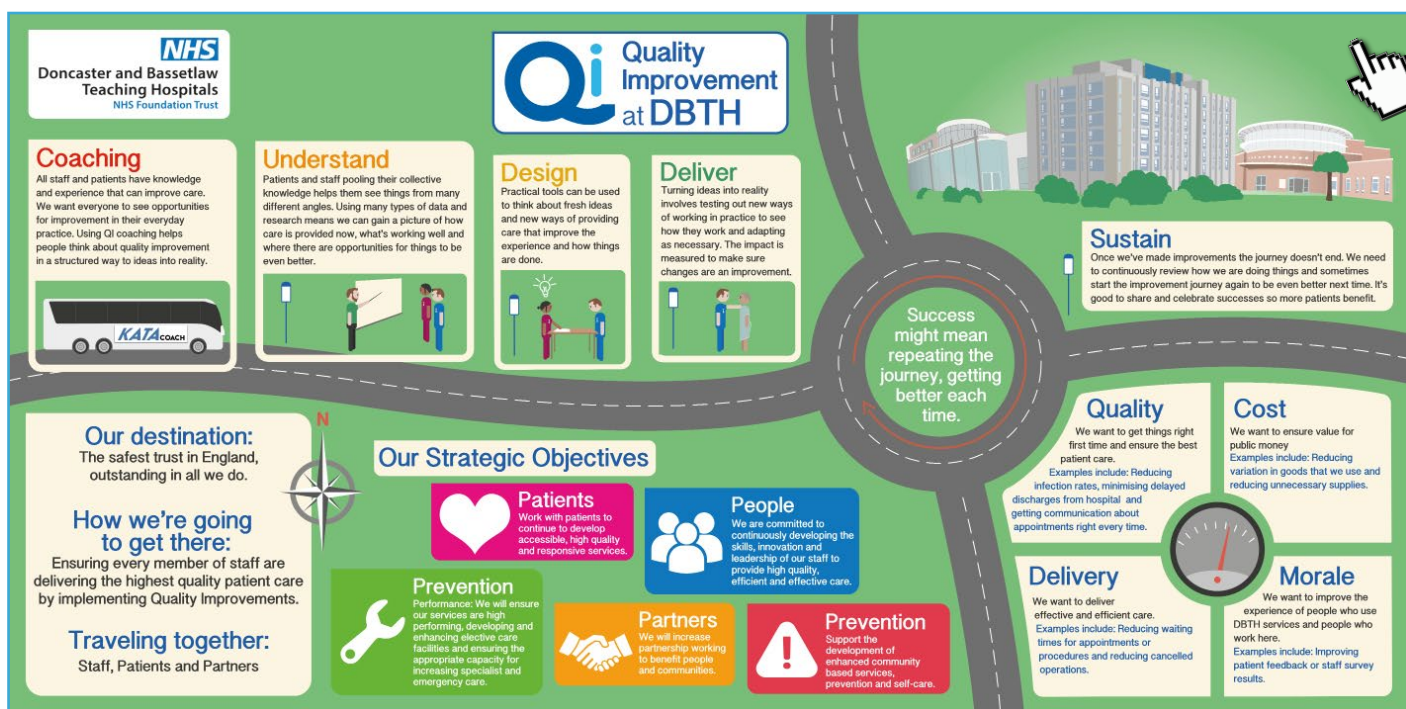 NHS
Doncaster and Bassetlaw
Teaching Hospitals
NHS Foundation Trust
Qi
Quality
Improvement
at DBTH
Coaching
All staff and patients have knowledge
and experience that can improve care.
We want everyone to see opportunities
for improvement in their everyday
practice. Using QI coaching helps
people think about quality improvement
in a structured way to ideas into reality.
KATA COACH
Understand
Patients and staff pooling their collective
knowledge helps them see things from many
different angles. Using many types of data and
research means we can gain a picture of how
care is provided now, what's working well and
where there are opportunities for things to be
even better.
Design
Practical tools can be used
to think about fresh ideas
and new ways of providing
care that improve the
experience and how things
are done.
Deliver
Turning ideas into reality
involves testing out new ways
of working in practice to see
how they work and adapting
as necessary. The impact is
measured to make sure
changes are an improvement.
Sustain
Once we've made improvements the journey doesn't end. We need
to continuously review how we are doing things and sometimes
start the improvement journey again to be even better next time. It's
good to share and celebrate successes so more patients benefit.
Success
might mean
repeating the
journey, getting
better each
time.
Our destination:
The safest trust in England,
outstanding in all we do.
How we're going
to get there:
Ensuring every member of staff are
delivering the highest quality patient care
by implementing Quality Improvements.
Traveling together:
Staff, Patients and Partners
N
Our Strategic Objectives
Patients
Work with patients to
continue to develop
accessible, high quality
and responsive services.
People
We are committed to
continuously developing the
skills, innovation and
leadership of our staff to
provide high quality,
efficient and effective care.
Prevention
Performance: We will ensure
our services are high
performing, developing and
enhancing elective care
facilities and ensuring the
appropriate capacity for
increasing specialist and
emergency care.
Partners
We will increase
partnership working
to benefit people
and communities.
Prevention
Support the
development of
enhanced community
based services,
prevention and self-care.
Quality
We want to get things right
first time and ensure the best
patient care.
Examples include: Reducing
infection rates, minimising delayed
discharges from hospital and
getting communication about
appointments right every time.
Cost
We want to ensure value for
public money
Examples include: Reducing
variation in goods that we use and
reducing unnecessary supplies.
Delivery
We want to deliver
effective and efficient care.
Examples include: Reducing waiting
times for appointments or
procedures and reducing cancelled
operations.
Morale
We want to improve the
experience of people who use
DBTH services and people who
work here.
Examples include: Improving
patient feedback or staff survey
results.